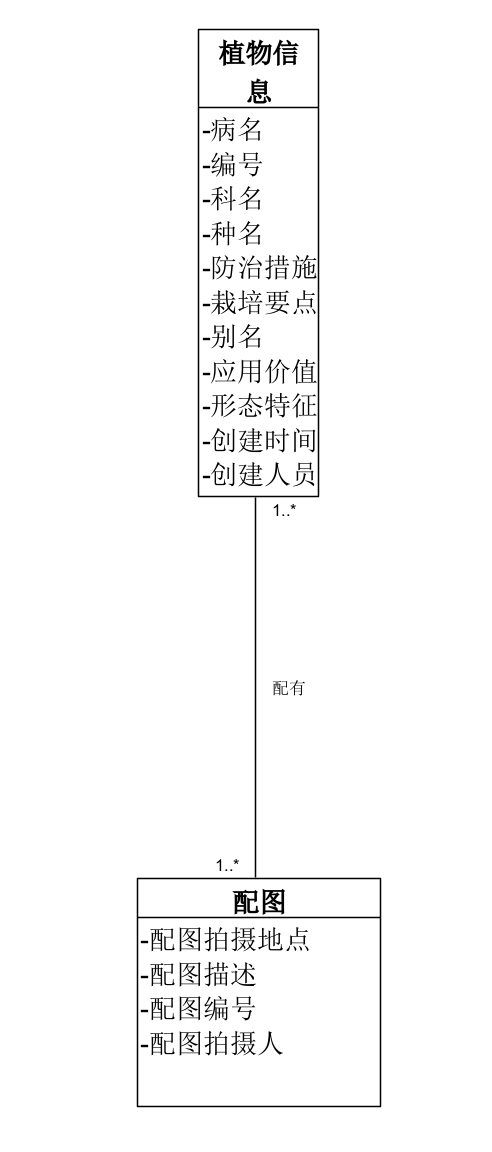 植物信
息
-病名
-编号
-科名
-种名
-防治措施
-栽培要点
-别名
-应用价值
-形态特征
-创建时间
-创建人员
1..*
配有
1..*
配图
-配图拍摄地点
-配图描述
-配图编号
-配图拍摄人